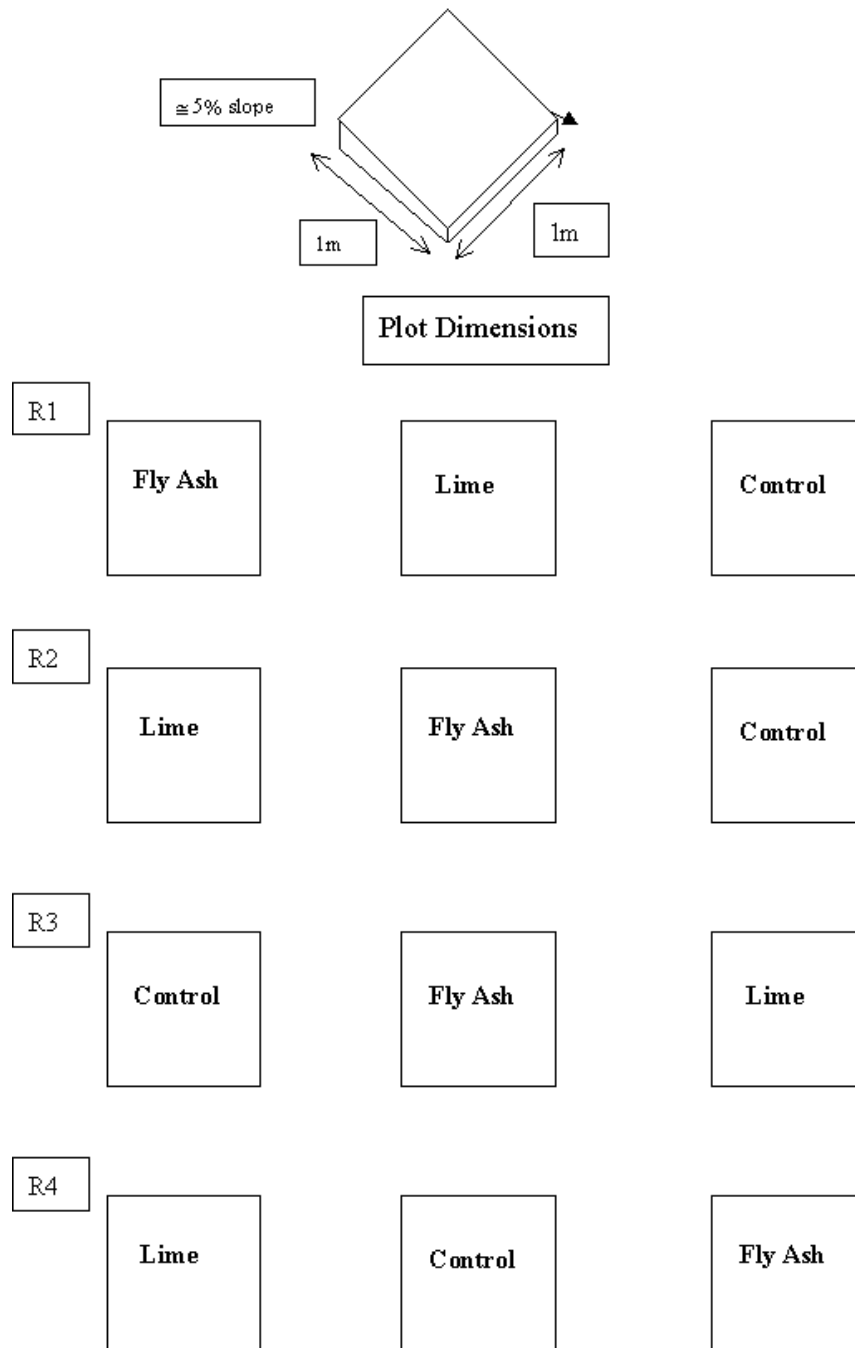 ≅5% slope
1m
1m
Plot Dimensions
R1
Fly Ash
Lime
Control
R2
Lime
Fly Ash
Control
R3
Control
Fly Ash
Lime
R4
Lime
Control
Fly Ash